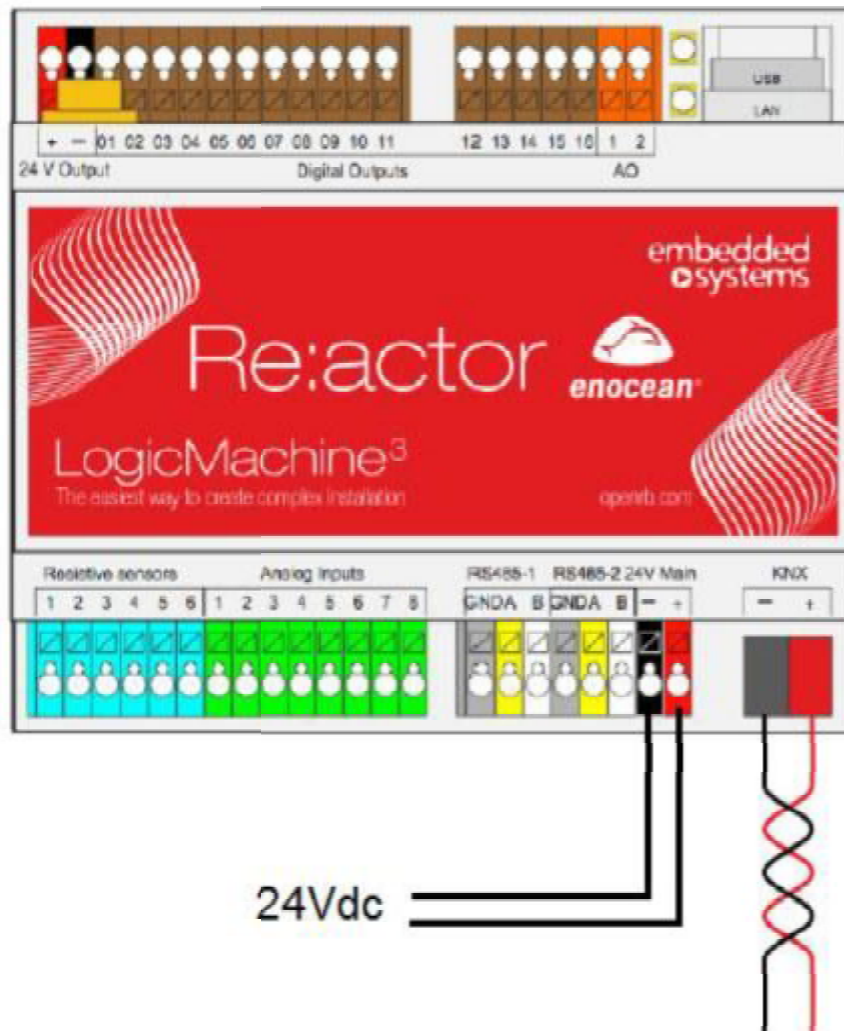 USB
LAN
+ − 01 02 03 04 05 06 07 08 09 10 11 12 13 14 15 16 1 2
24 V Output Digital Outputs AO
embedded
systems
Re:actor
enocean
LogicMachine³
The easiest way to create complex installation openrb.com
Resistive sensors Analog Inputs RS485-1 RS485-2 24V Main KNX
1 2 3 4 5 6 1 2 3 4 5 6 7 8 GND A B GND A B − + − +
24Vdc